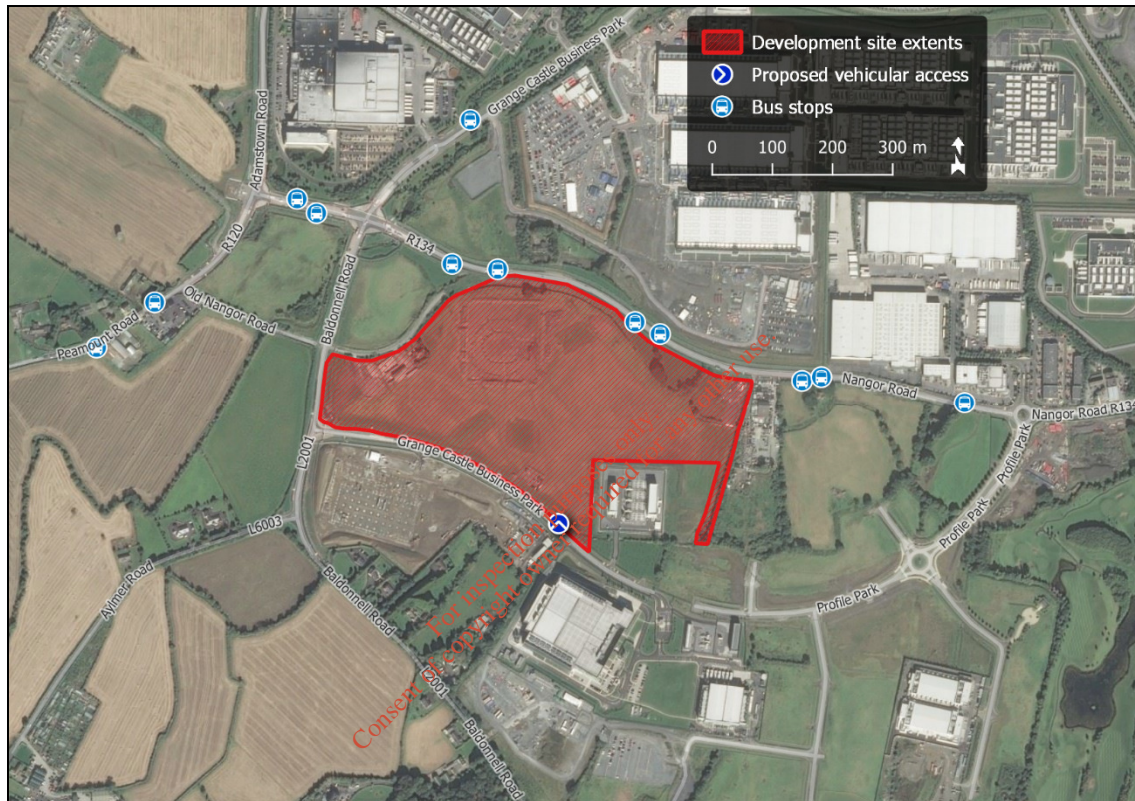 Development site extents
Proposed vehicular access
Bus stops
0 100 200 300 m
Grange Castle Business Park
Adamstown Road
R120
R134
Baldonnell Road
Old Nangor Road
Peamount Road
Nangor Road
Nangor Road R134
Profile Park
Profile Park
Profile Park
L2001
Grange Castle Business Park
L6003
Aylmer Road
Baldonnell Road
L2001
Baldonnell Road
For inspection purposes only.
Consent of copyright owner required for any other use.